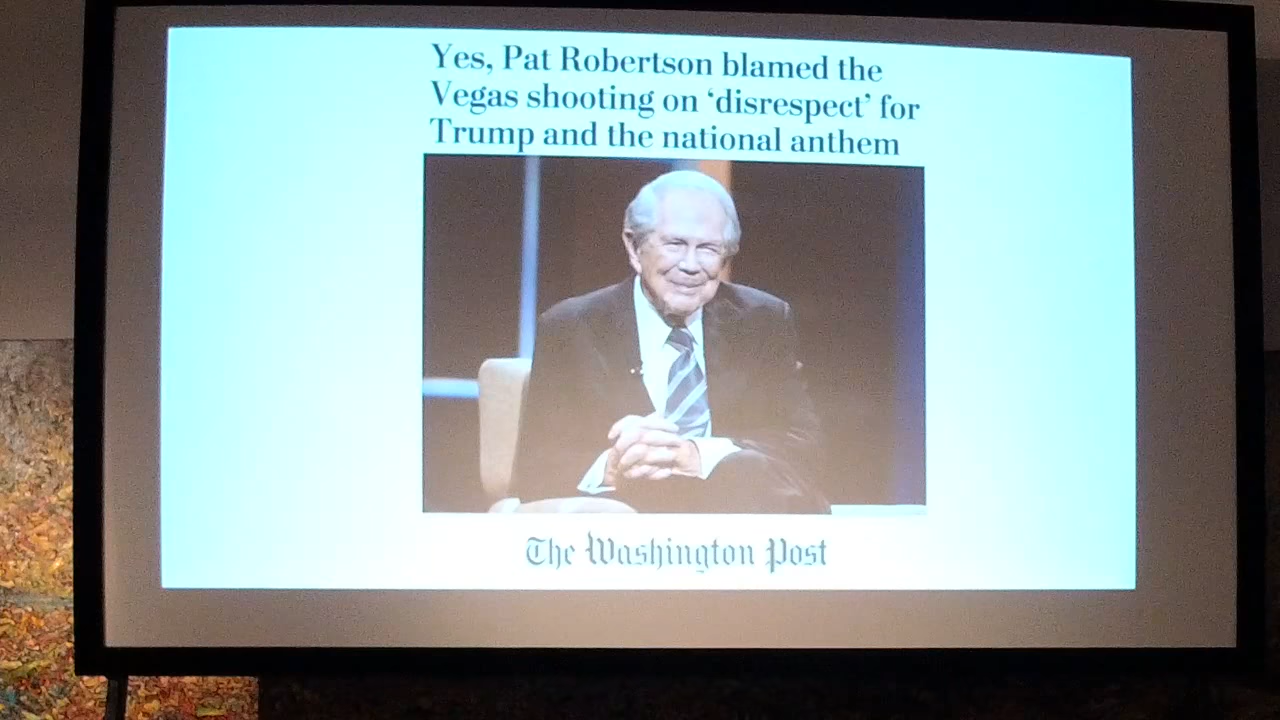 Yes, Pat Robertson blamed the
Vegas shooting on ‘disrespect’ for
Trump and the national anthem
The Washington Post